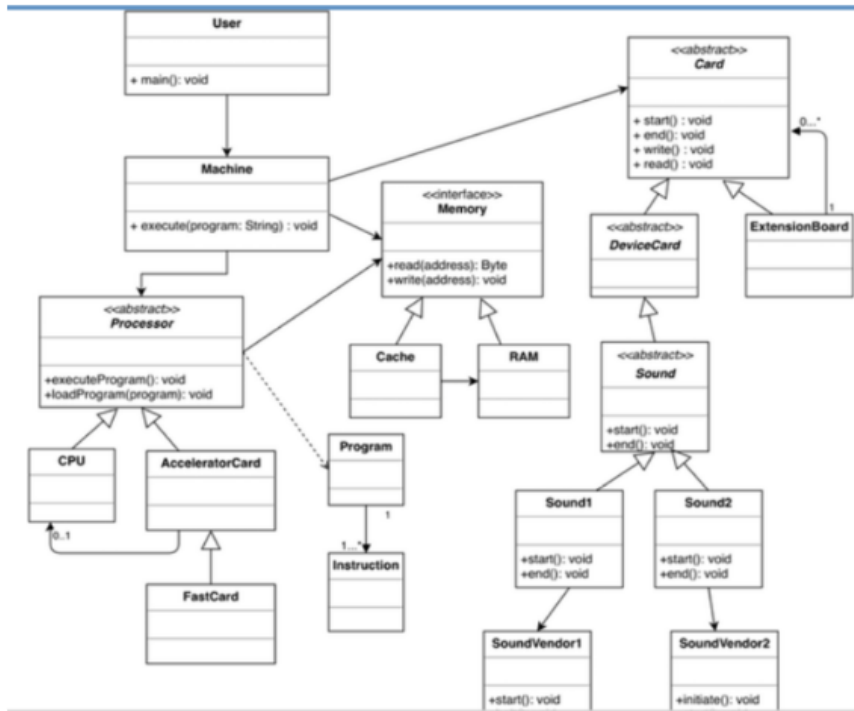 User
+ main(): void
<<abstract>>
Card
+ start() : void
+ end(): void
+ write() : void
+ read() : void
0...*
1
Machine
+ execute(program: String) : void
<<interface>>
Memory
+read(address): Byte
+write(address): void
<<abstract>>
DeviceCard
ExtensionBoard
<<abstract>>
Processor
+executeProgram(): void
+loadProgram(program): void
Cache
RAM
<<abstract>>
Sound
+start(): void
+end(): void
CPU
AcceleratorCard
0..1
Program
1
1...*
Instruction
FastCard
Sound1
+start(): void
+end(): void
Sound2
+start(): void
+end(): void
SoundVendor1
+start(): void
SoundVendor2
+initiate(): void